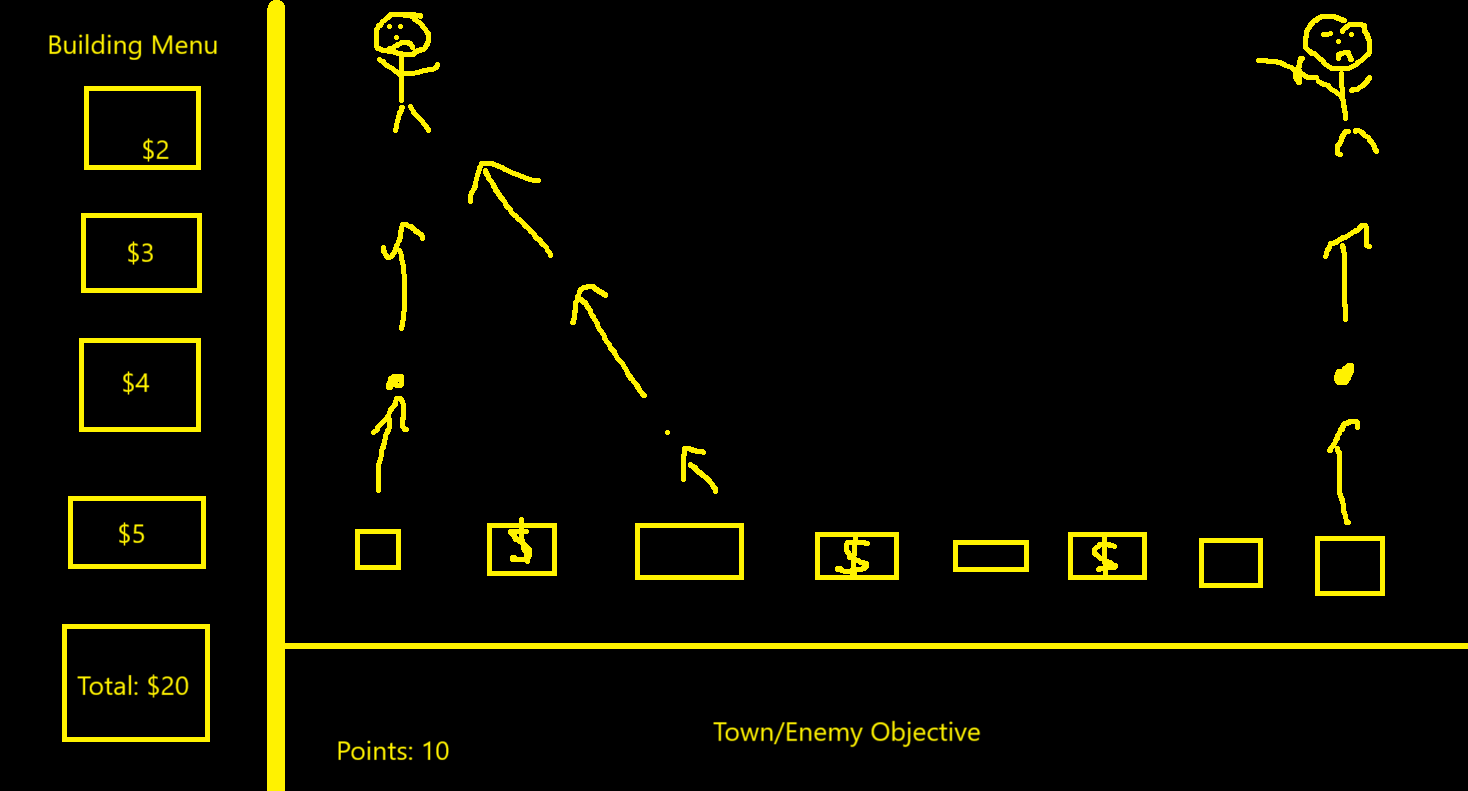 Building Menu
$2
$3
$4
$5
Total: $20
$
$
$
Points: 10
Town/Enemy Objective